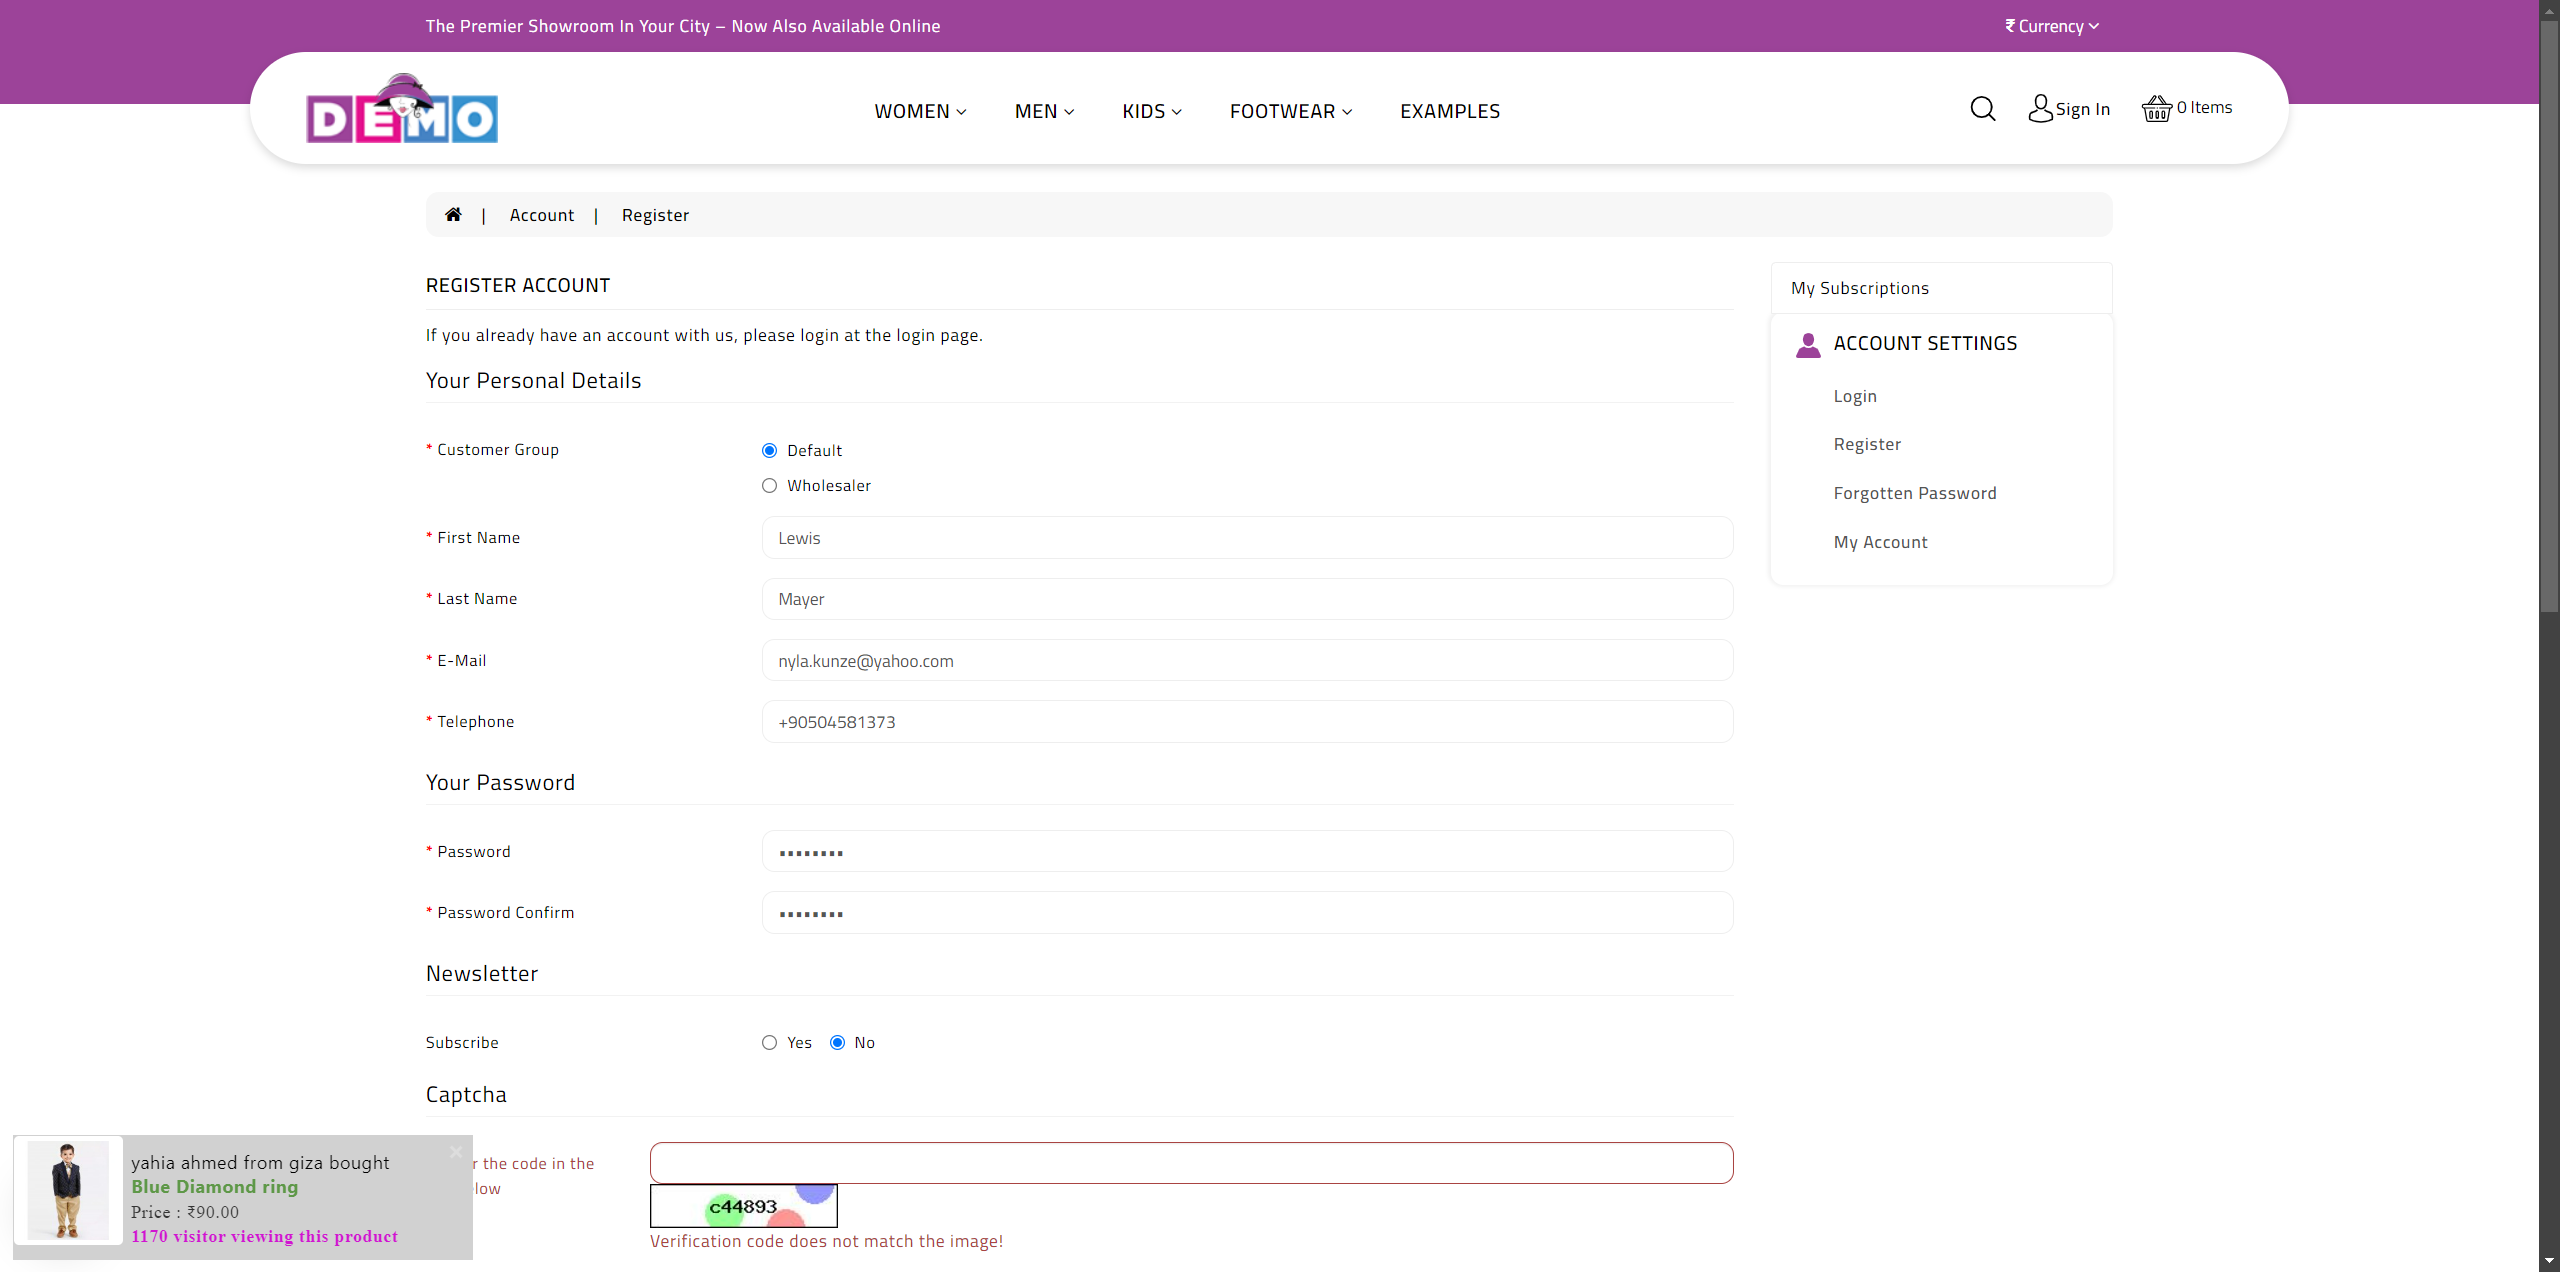 The Premier Showroom In Your City – Now Also Available Online
₹ Currency
DEMO
WOMEN
MEN
KIDS
FOOTWEAR
EXAMPLES
Sign In
0 Items
| Account | Register
REGISTER ACCOUNT
If you already have an account with us, please login at the login page.
Your Personal Details
* Customer Group
Default
Wholesaler
* First Name
Lewis
* Last Name
Mayer
* E-Mail
nyla.kunze@yahoo.com
* Telephone
+90504581373
Your Password
* Password
* Password Confirm
Newsletter
Subscribe
Yes
No
Captcha
r the code in the
low
c44893
Verification code does not match the image!
My Subscriptions
ACCOUNT SETTINGS
Login
Register
Forgotten Password
My Account
yahia ahmed from giza bought
Blue Diamond ring
Price : ₹90.00
1170 visitor viewing this product